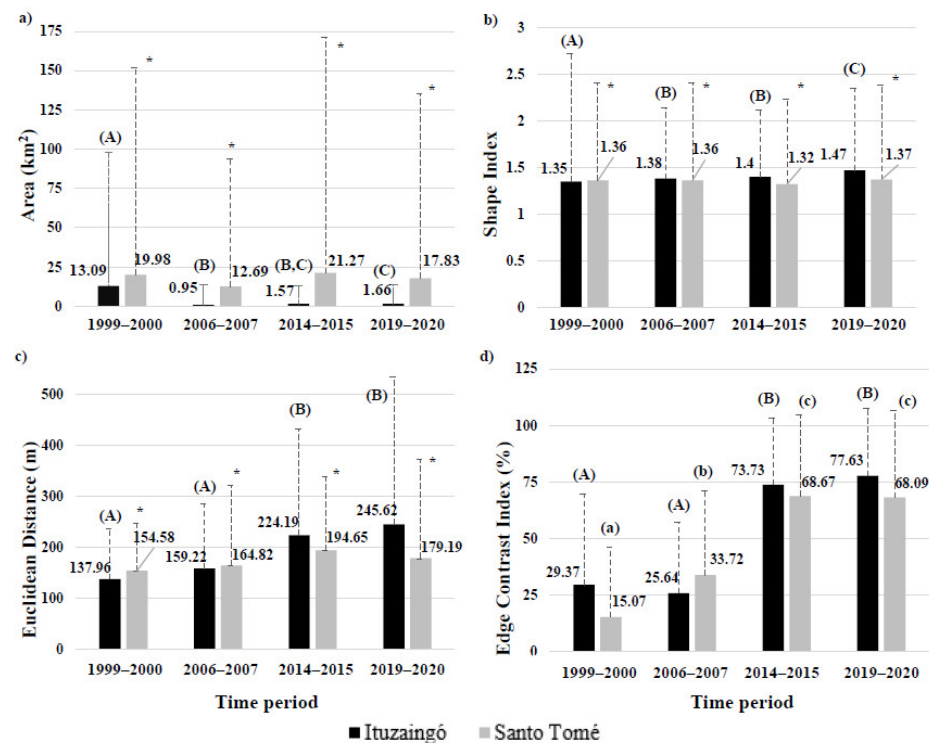 a)
Area (km²)
175
150
125
100
75
50
25
0
(A)
*
13.09
19.98
(B)
*
0.95
12.69
(B,C)
*
1.57
21.27
(C)
*
1.66
17.83
1999–2000 2006–2007 2014–2015 2019–2020
b)
Shape Index
3
2.5
2
1.5
1
0.5
0
(A)
*
1.35
1.36
(B)
*
1.38
1.36
(B)
*
1.4
1.32
(C)
*
1.47
1.37
1999–2000 2006–2007 2014–2015 2019–2020
c)
Euclidean Distance (m)
500
400
300
200
100
0
(A)
*
137.96
154.58
(A)
*
159.22
164.82
(B)
*
224.19
194.65
(B)
*
245.62
179.19
1999–2000 2006–2007 2014–2015 2019–2020
Time period
d)
Edge Contrast Index (%)
125
100
75
50
25
0
(A)
(a)
29.37
15.07
(A)
(b)
25.64
33.72
(B)
(c)
73.73
68.67
(B)
(c)
77.63
68.09
1999–2000 2006–2007 2014–2015 2019–2020
Time period
Ituzaingó Santo Tomé